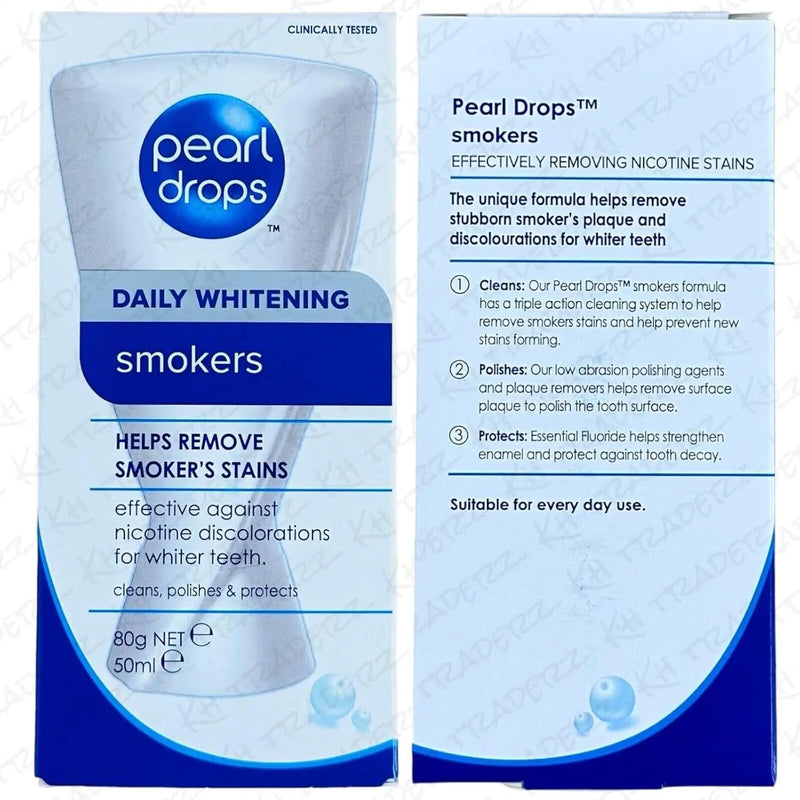 CLINICALLY TESTED
pearl
drops
™
DAILY WHITENING
smokers
HELPS REMOVE
SMOKER'S STAINS
effective against
nicotine discolorations
for whiter teeth.
cleans, polishes & protects
80g NET ℮
50ml ℮
Pearl Drops™
smokers
EFFECTIVELY REMOVING NICOTINE STAINS
The unique formula helps remove
stubborn smoker's plaque and
discolourations for whiter teeth
1 Cleans: Our Pearl Drops™ smokers formula
has a triple action cleaning system to help
remove smokers stains and help prevent new
stains forming.
2 Polishes: Our low abrasion polishing agents
and plaque removers helps remove surface
plaque to polish the tooth surface.
3 Protects: Essential Fluoride helps strengthen
enamel and protect against tooth decay.
Suitable for every day use.
KH TRADERZZ